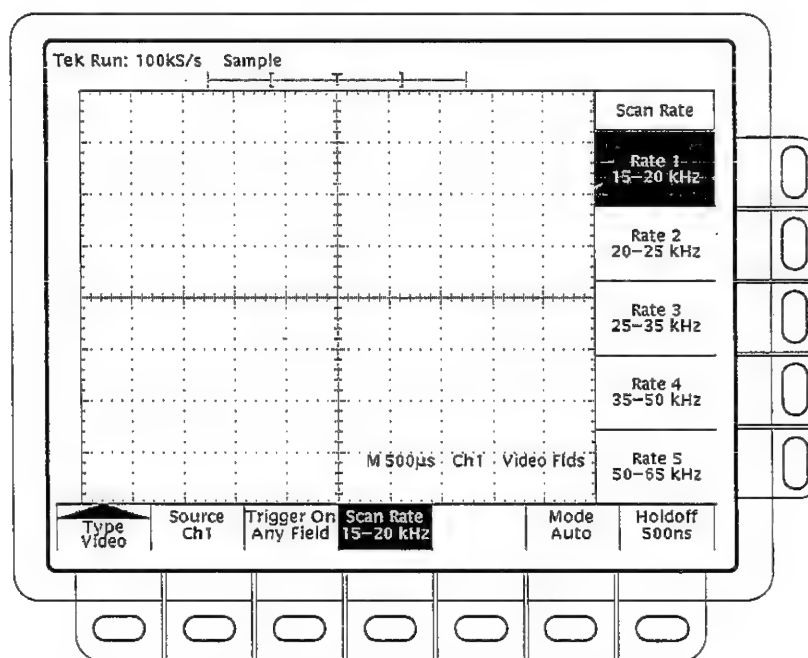 Tek Run: 100kS/s Sample
T
Scan Rate
Rate 1
15–20 kHz
Rate 2
20–25 kHz
Rate 3
25–35 kHz
Rate 4
35–50 kHz
Rate 5
50–65 kHz
M 500µs Ch1 Video Flds
Type
Video
Source
Ch1
Trigger On
Any Field
Scan Rate
15–20 kHz
Mode
Auto
Holdoff
500ns